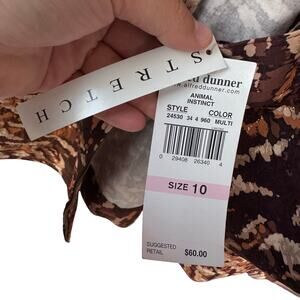 STRETCH
ed dunner
www.alfreddunner.com
ANIMAL
INSTINCT
STYLE COLOR
24530 34 4 960 MULTI
0 29408 26340 4
SIZE 10
SUGGESTED
RETAIL $60.00